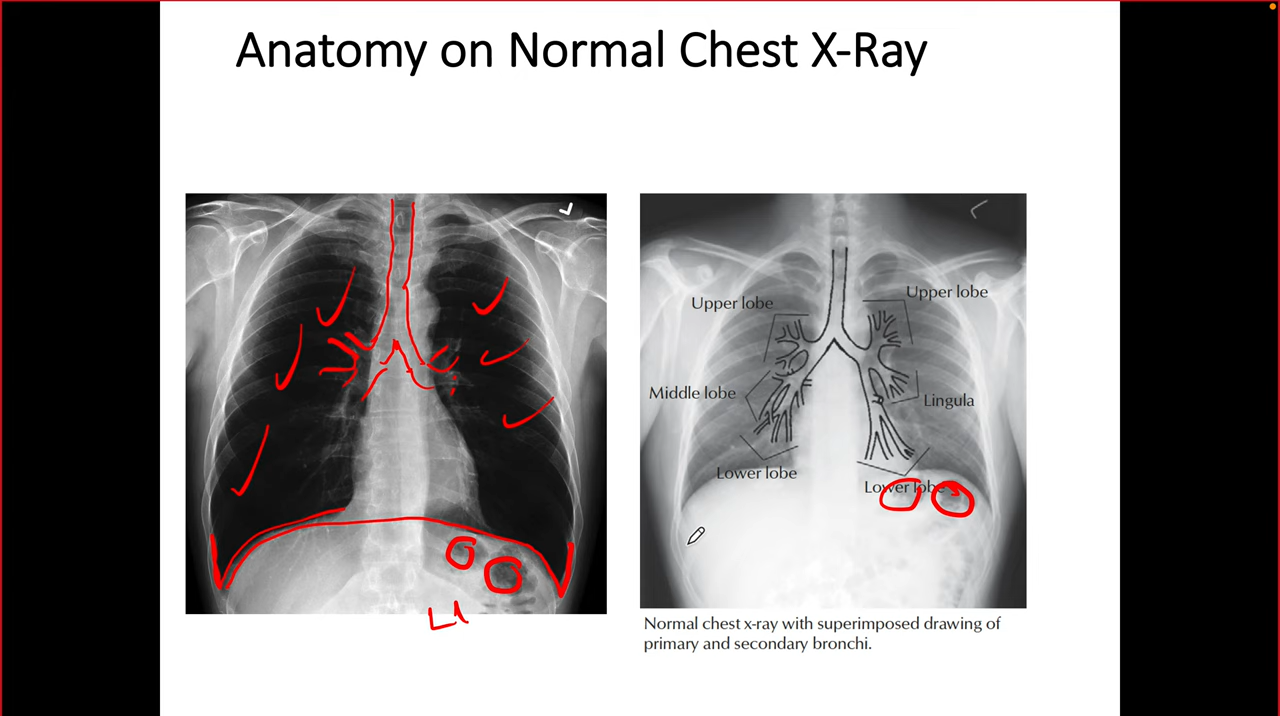 Anatomy on Normal Chest X-Ray
Upper lobe
Upper lobe
Middle lobe
Lingula
Lower lobe
Lower lobe
L1
Normal chest x-ray with superimposed drawing of
primary and secondary bronchi.